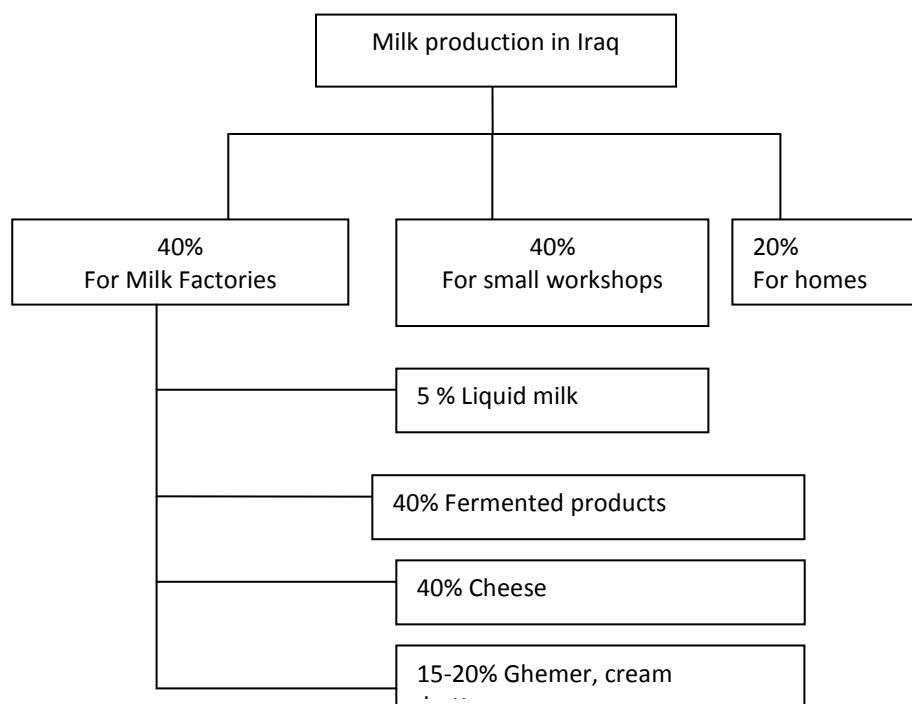 Milk production in Iraq
40%
For Milk Factories
40%
For small workshops
20%
For homes
5 % Liquid milk
40% Fermented products
40% Cheese
15-20% Ghemer, cream